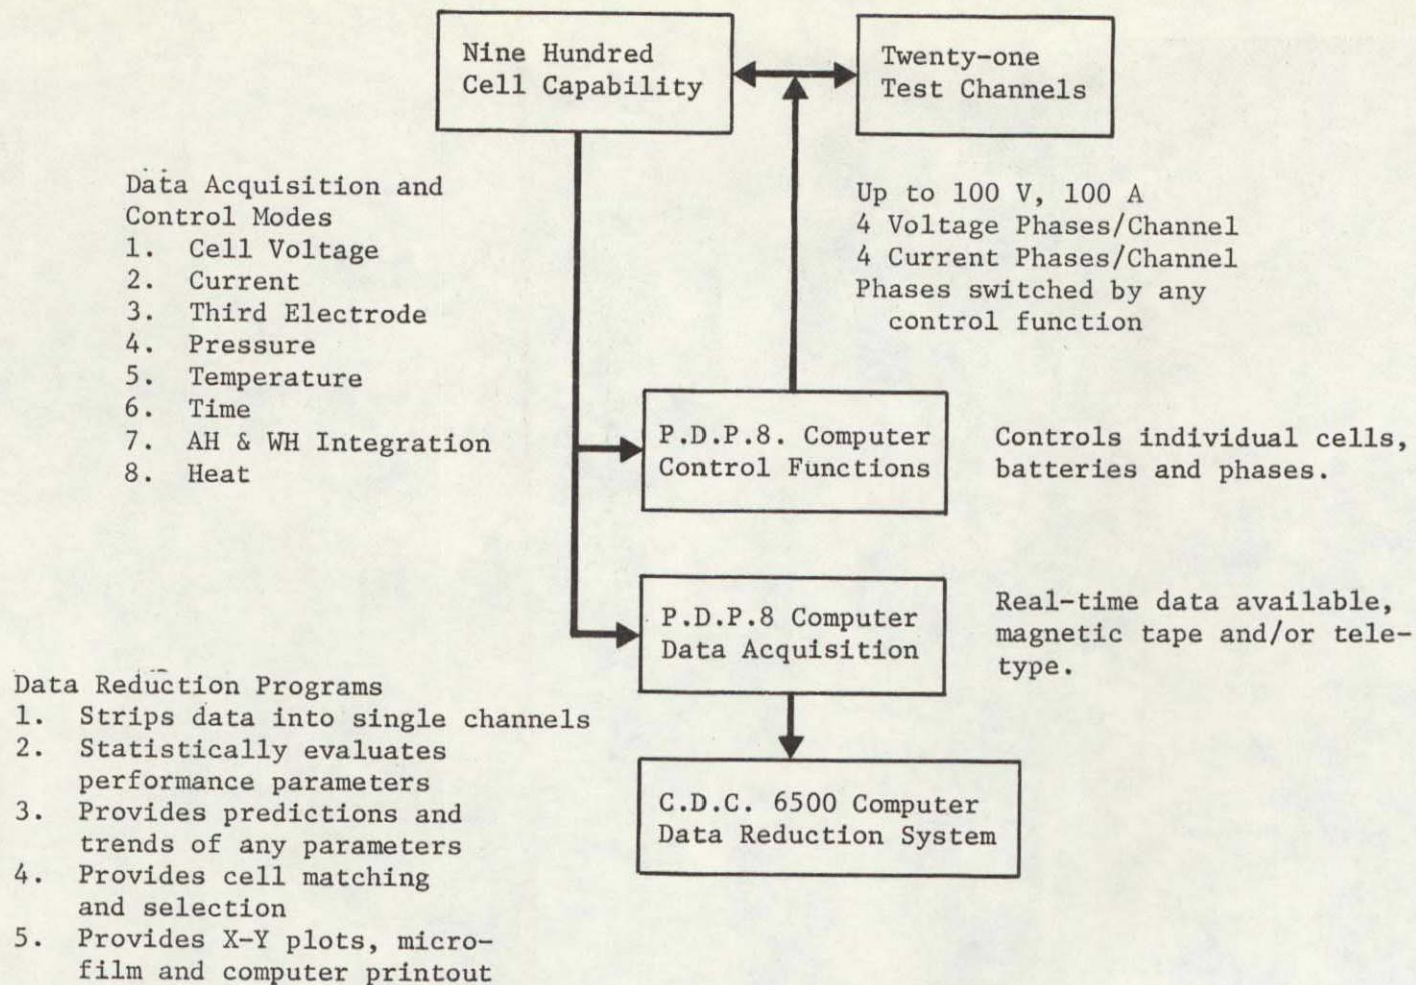 Nine Hundred
Cell Capability
Twenty-one
Test Channels
Data Acquisition and
Control Modes
1. Cell Voltage
2. Current
3. Third Electrode
4. Pressure
5. Temperature
6. Time
7. AH & WH Integration
8. Heat
Up to 100 V, 100 A
4 Voltage Phases/Channel
4 Current Phases/Channel
Phases switched by any
control function
P.D.P.8. Computer
Control Functions
Controls individual cells,
batteries and phases.
P.D.P.8 Computer
Data Acquisition
Real-time data available,
magnetic tape and/or tele-
type.
Data Reduction Programs
1. Strips data into single channels
2. Statistically evaluates
performance parameters
3. Provides predictions and
trends of any parameters
4. Provides cell matching
and selection
5. Provides X-Y plots, micro-
film and computer printout
C.D.C. 6500 Computer
Data Reduction System